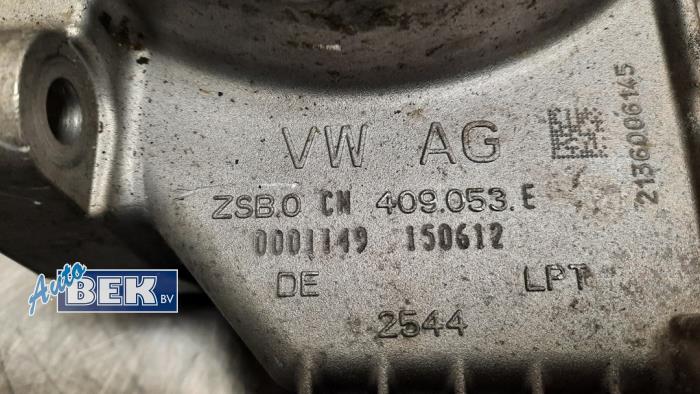 VW AG
ZSB.0 CN 409.053.E
0001149 150612
DE LPT
2544
2136006145
Auto
BEK BV